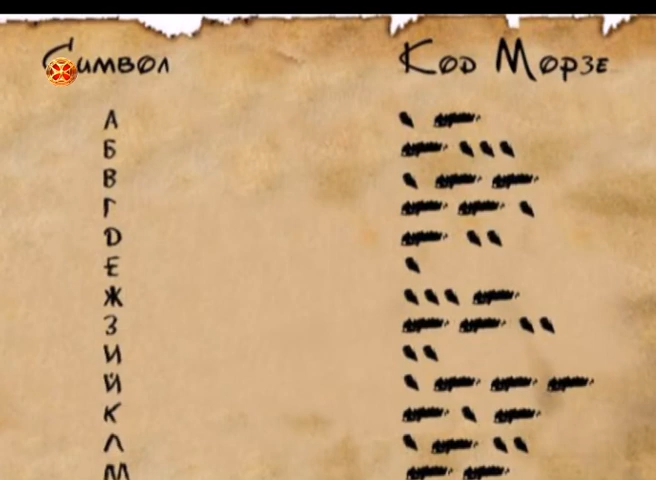 Символ Код Морзе
А • —
Б — • • •
В • — —
Г — — •
D — • •
Е •
Ж • • • —
З — — • •
И • •
Й • — — —
К — • —
Л • — • •
М — —